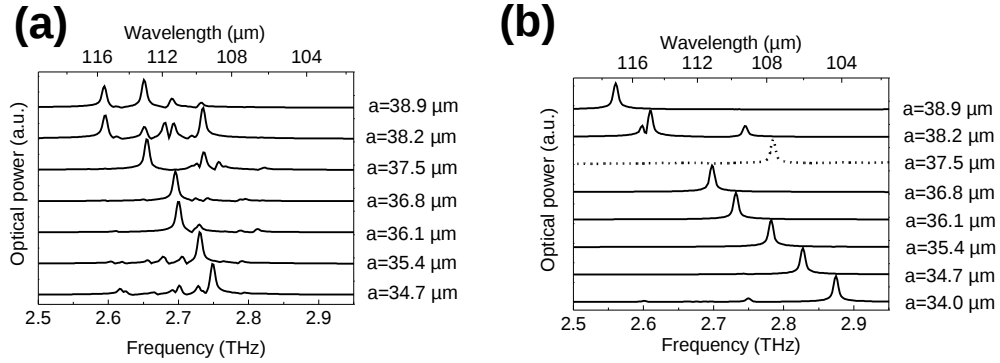 (a)
Wavelength (µm)
116 112 108 104
Optical power (a.u.)
a=38.9 µm
a=38.2 µm
a=37.5 µm
a=36.8 µm
a=36.1 µm
a=35.4 µm
a=34.7 µm
2.5 2.6 2.7 2.8 2.9
Frequency (THz)
(b)
Wavelength (µm)
116 112 108 104
Optical power (a.u.)
a=38.9 µm
a=38.2 µm
a=37.5 µm
a=36.8 µm
a=36.1 µm
a=35.4 µm
a=34.7 µm
a=34.0 µm
2.5 2.6 2.7 2.8 2.9
Frequency (THz)